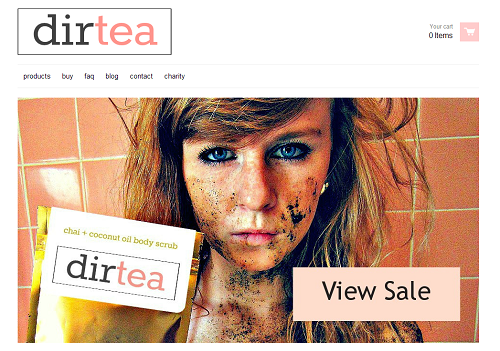 dirtea
Your cart
0 Items
products buy faq blog contact charity
chai + coconut oil body scrub
dirtea
View Sale